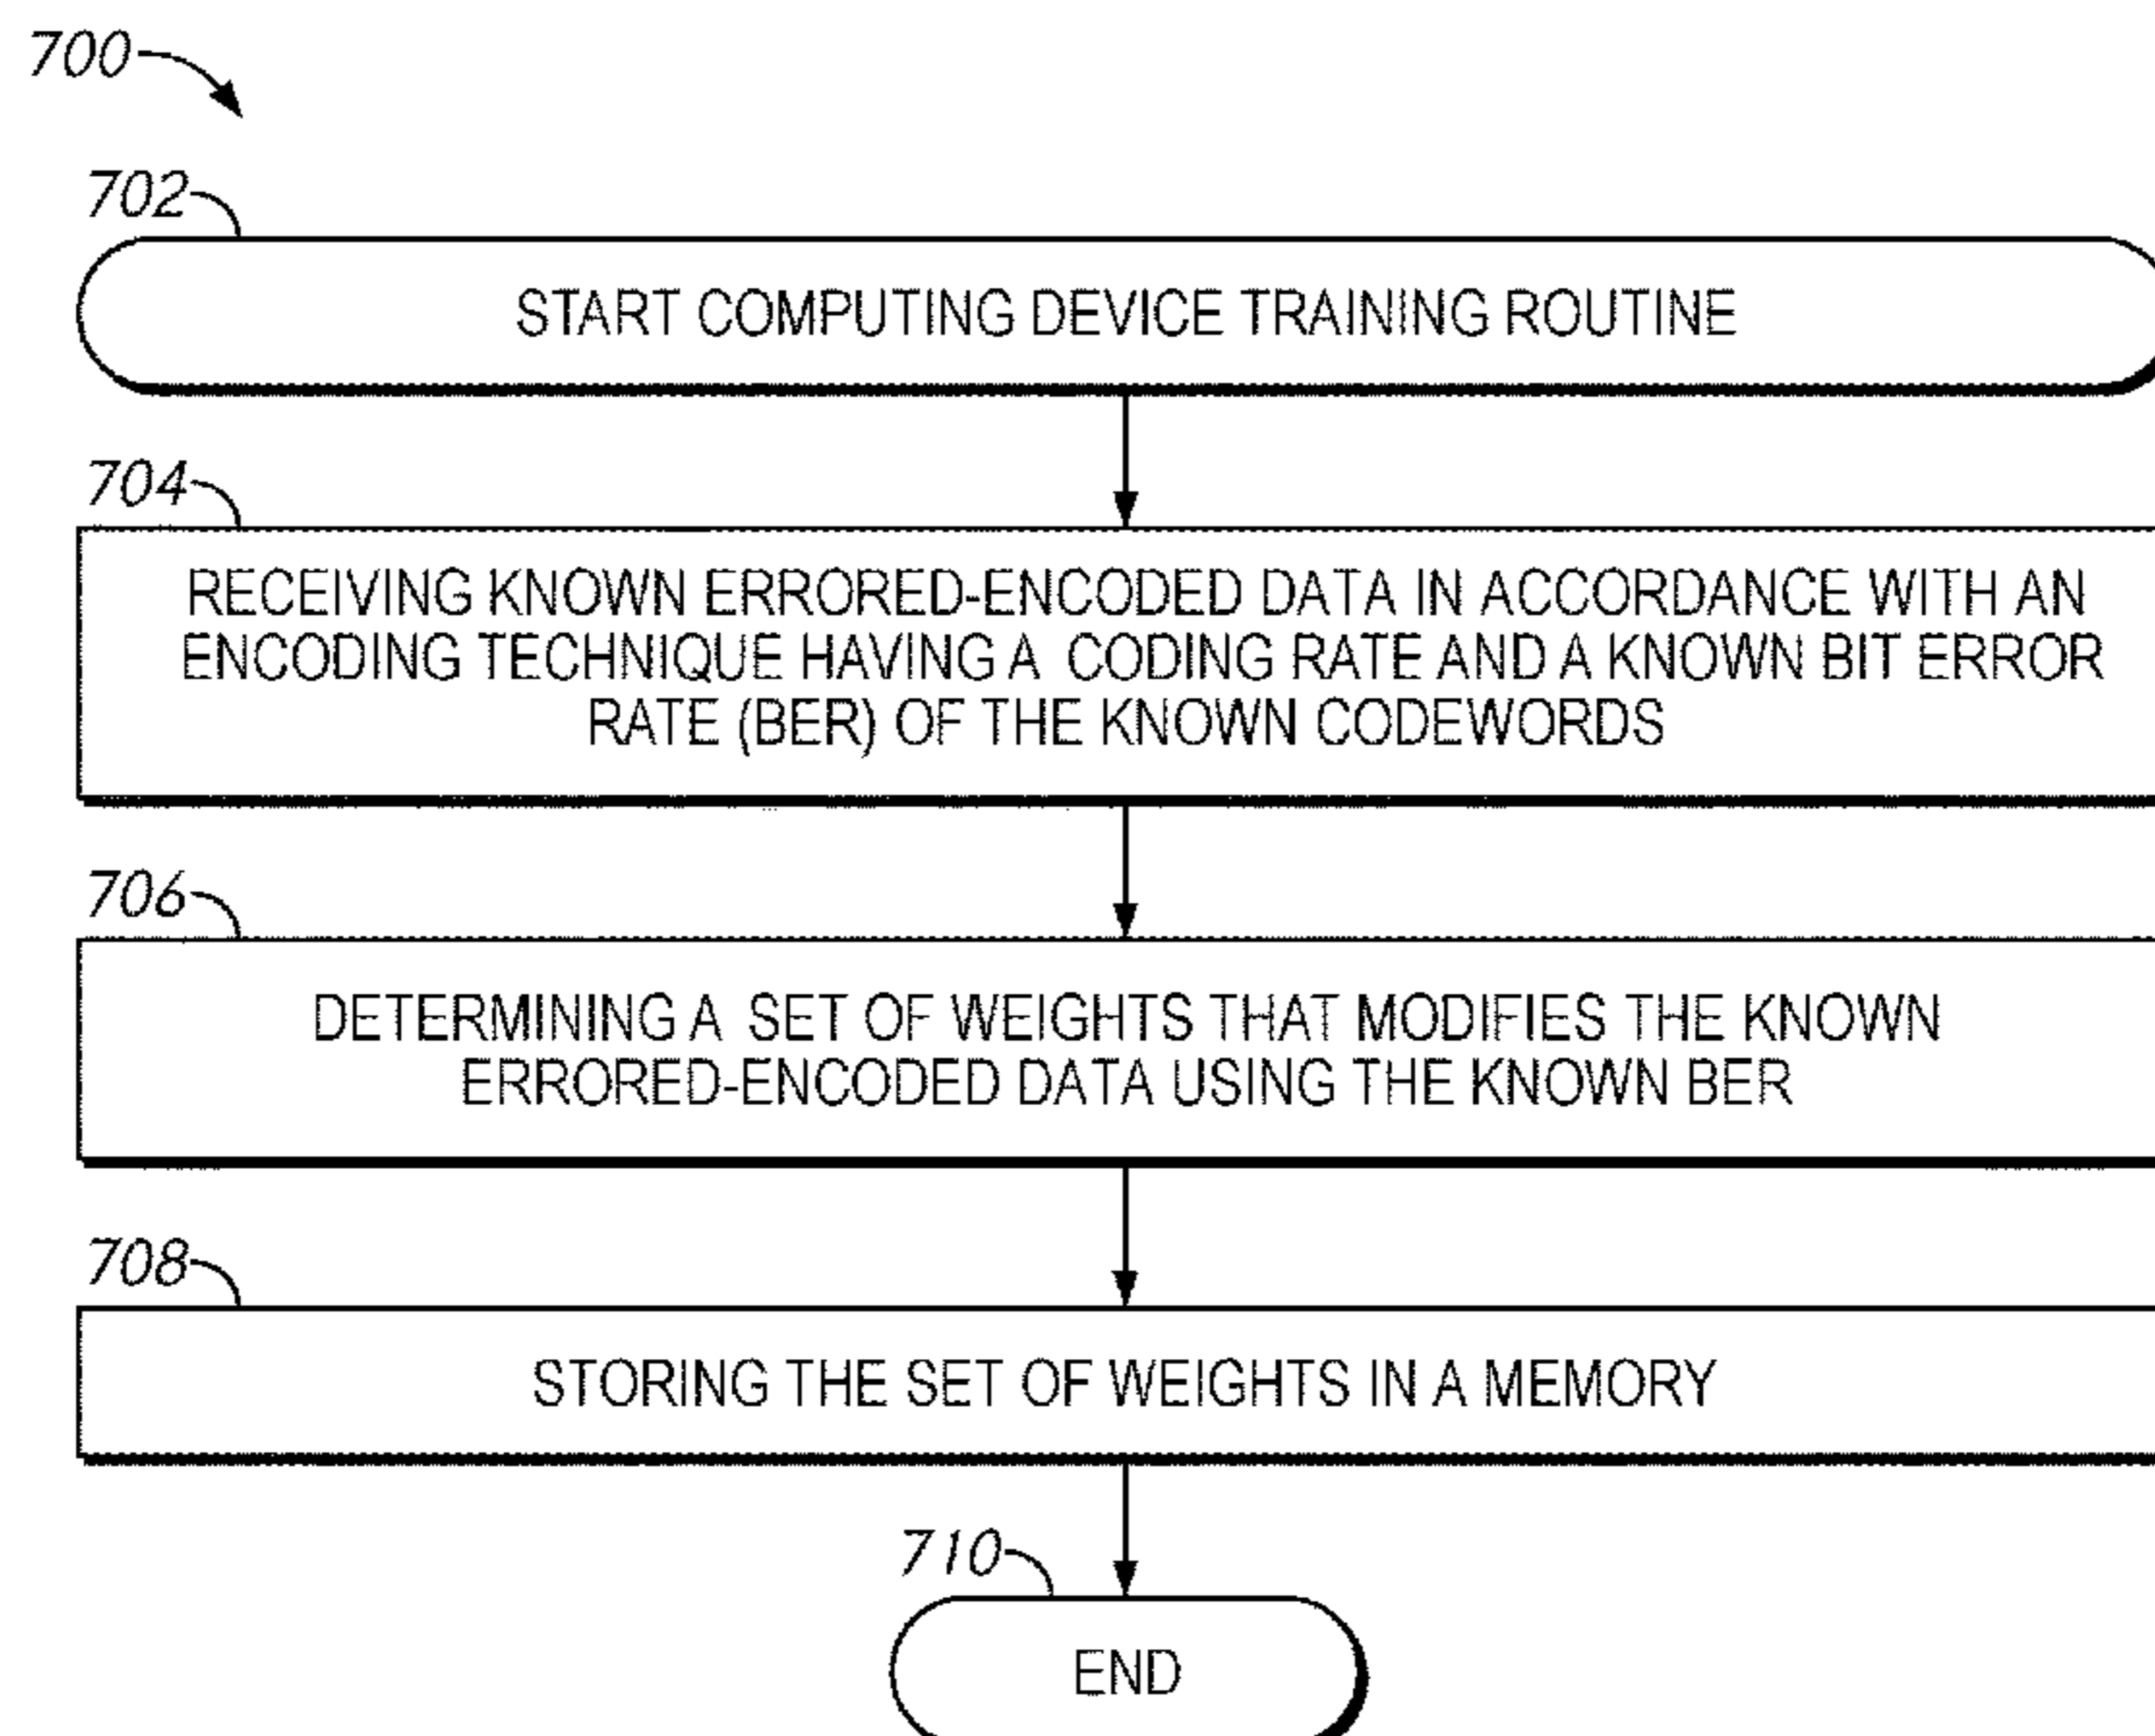 700
702
START COMPUTING DEVICE TRAINING ROUTINE
704
RECEIVING KNOWN ERRORED-ENCODED DATA IN ACCORDANCE WITH AN
ENCODING TECHNIQUE HAVING A CODING RATE AND A KNOWN BIT ERROR
RATE (BER) OF THE KNOWN CODEWORDS
706
DETERMINING A SET OF WEIGHTS THAT MODIFIES THE KNOWN
ERRORED-ENCODED DATA USING THE KNOWN BER
708
STORING THE SET OF WEIGHTS IN A MEMORY
710
END